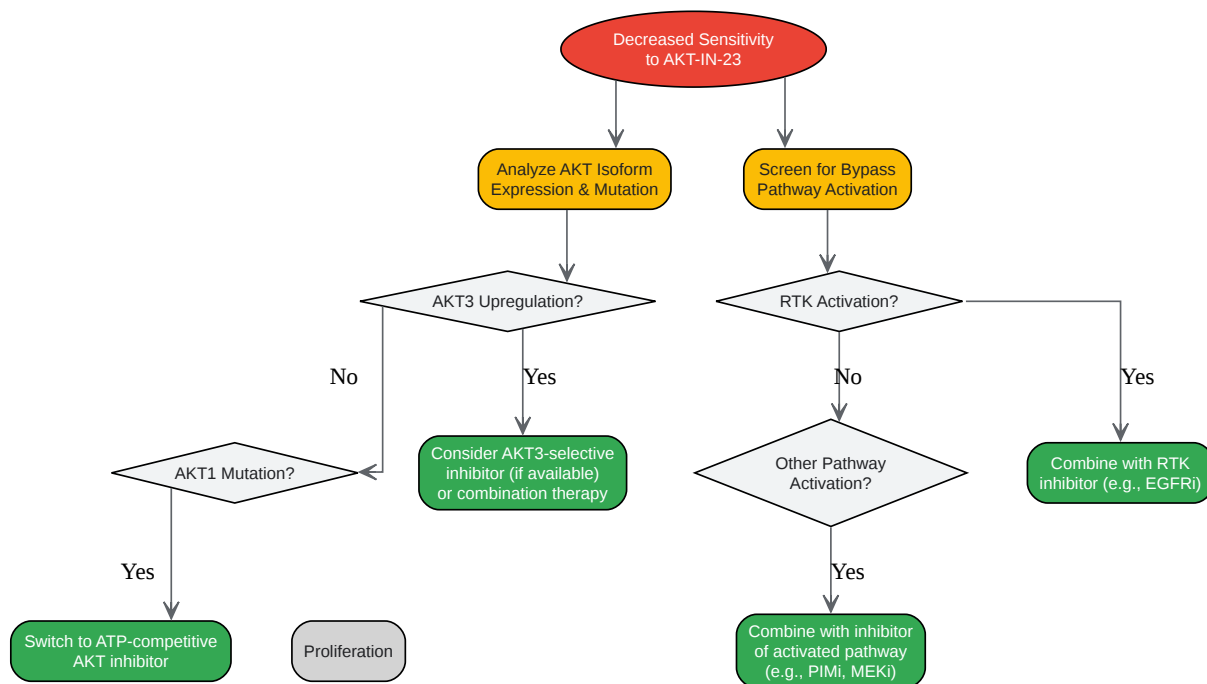 Decreased Sensitivity
to AKT-IN-23
Analyze AKT Isoform
Expression & Mutation
Screen for Bypass
Pathway Activation
AKT3 Upregulation?
RTK Activation?
No
Yes
No
Yes
AKT1 Mutation?
Consider AKT3-selective
inhibitor (if available)
or combination therapy
Other Pathway
Activation?
Combine with RTK
inhibitor (e.g., EGFRi)
Yes
Yes
Switch to ATP-competitive
AKT inhibitor
Proliferation
Combine with inhibitor
of activated pathway
(e.g., PIMi, MEKi)